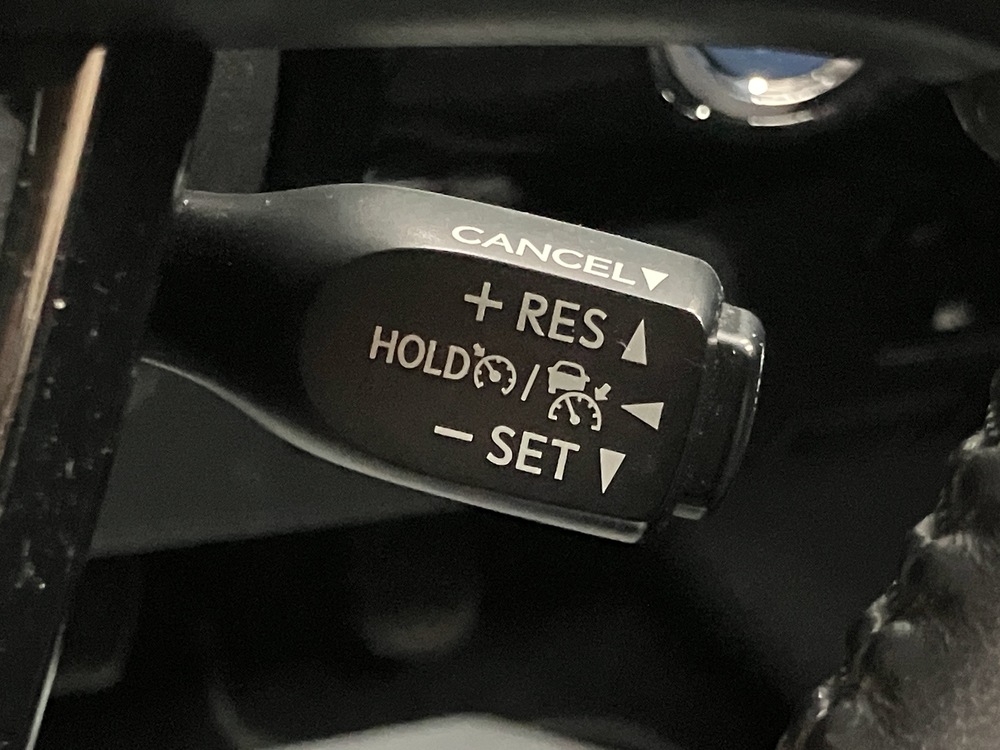 CANCEL▼
+ RES ▲
HOLD / ◀
− SET ▼